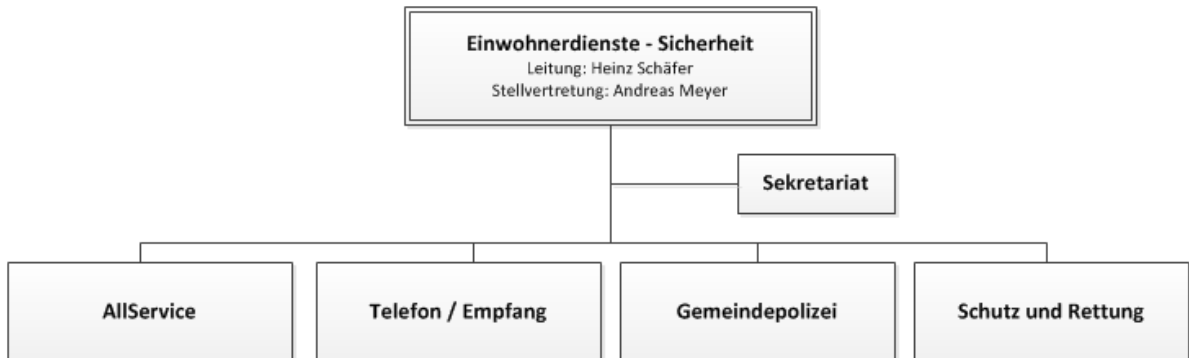 Einwohnerdienste - Sicherheit
Leitung: Heinz Schäfer
Stellvertretung: Andreas Meyer
Sekretariat
AllService
Telefon / Empfang
Gemeindepolizei
Schutz und Rettung